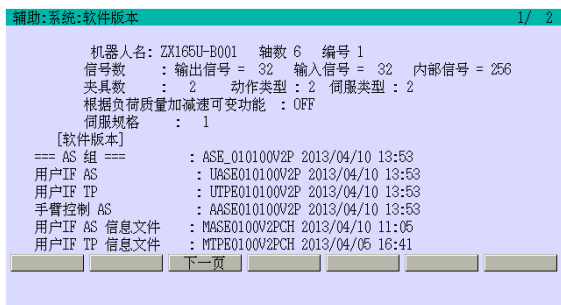 辅助:系统:软件版本 1/ 2
机器人名: ZX165U-B001 轴数 6 编号 1
信号数 : 输出信号 = 32 输入信号 = 32 内部信号 = 256
夹具数 : 2 动作类型 : 2 伺服类型 : 2
根据负荷质量加减速可变功能 : OFF
伺服规格 : 1
[软件版本]
=== AS 组 === : ASE_010100V2P 2013/04/10 13:53
用户IF AS : UASE010100V2P 2013/04/10 13:53
用户IF TP : UTPE010100V2P 2013/04/10 13:53
手臂控制 AS : AASE010100V2P 2013/04/10 13:53
用户IF AS 信息文件 : MASE0100V2PCH 2013/04/10 11:05
用户IF TP 信息文件 : MTPE0100V2PCH 2013/04/05 16:41
下一页